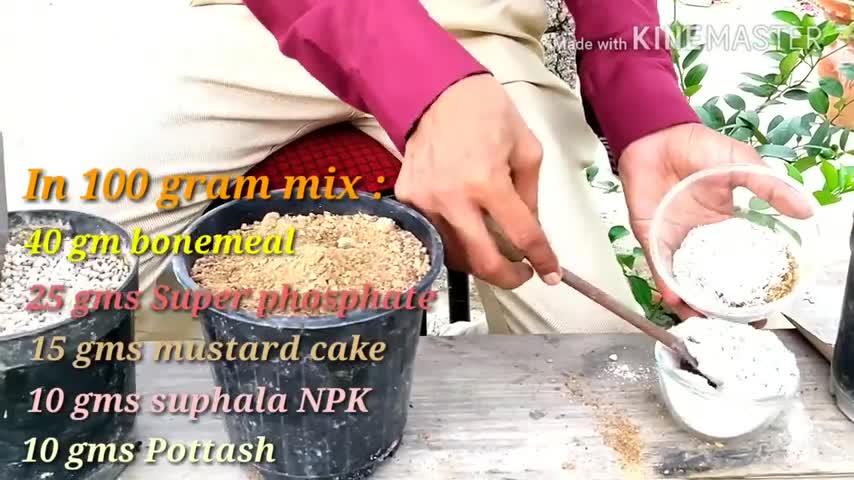 Made with KINEMASTER
In 100 gram mix :
40 gm bonemeal
25 gms Super phosphate
15 gms mustard cake
10 gms suphala NPK
10 gms Pottash